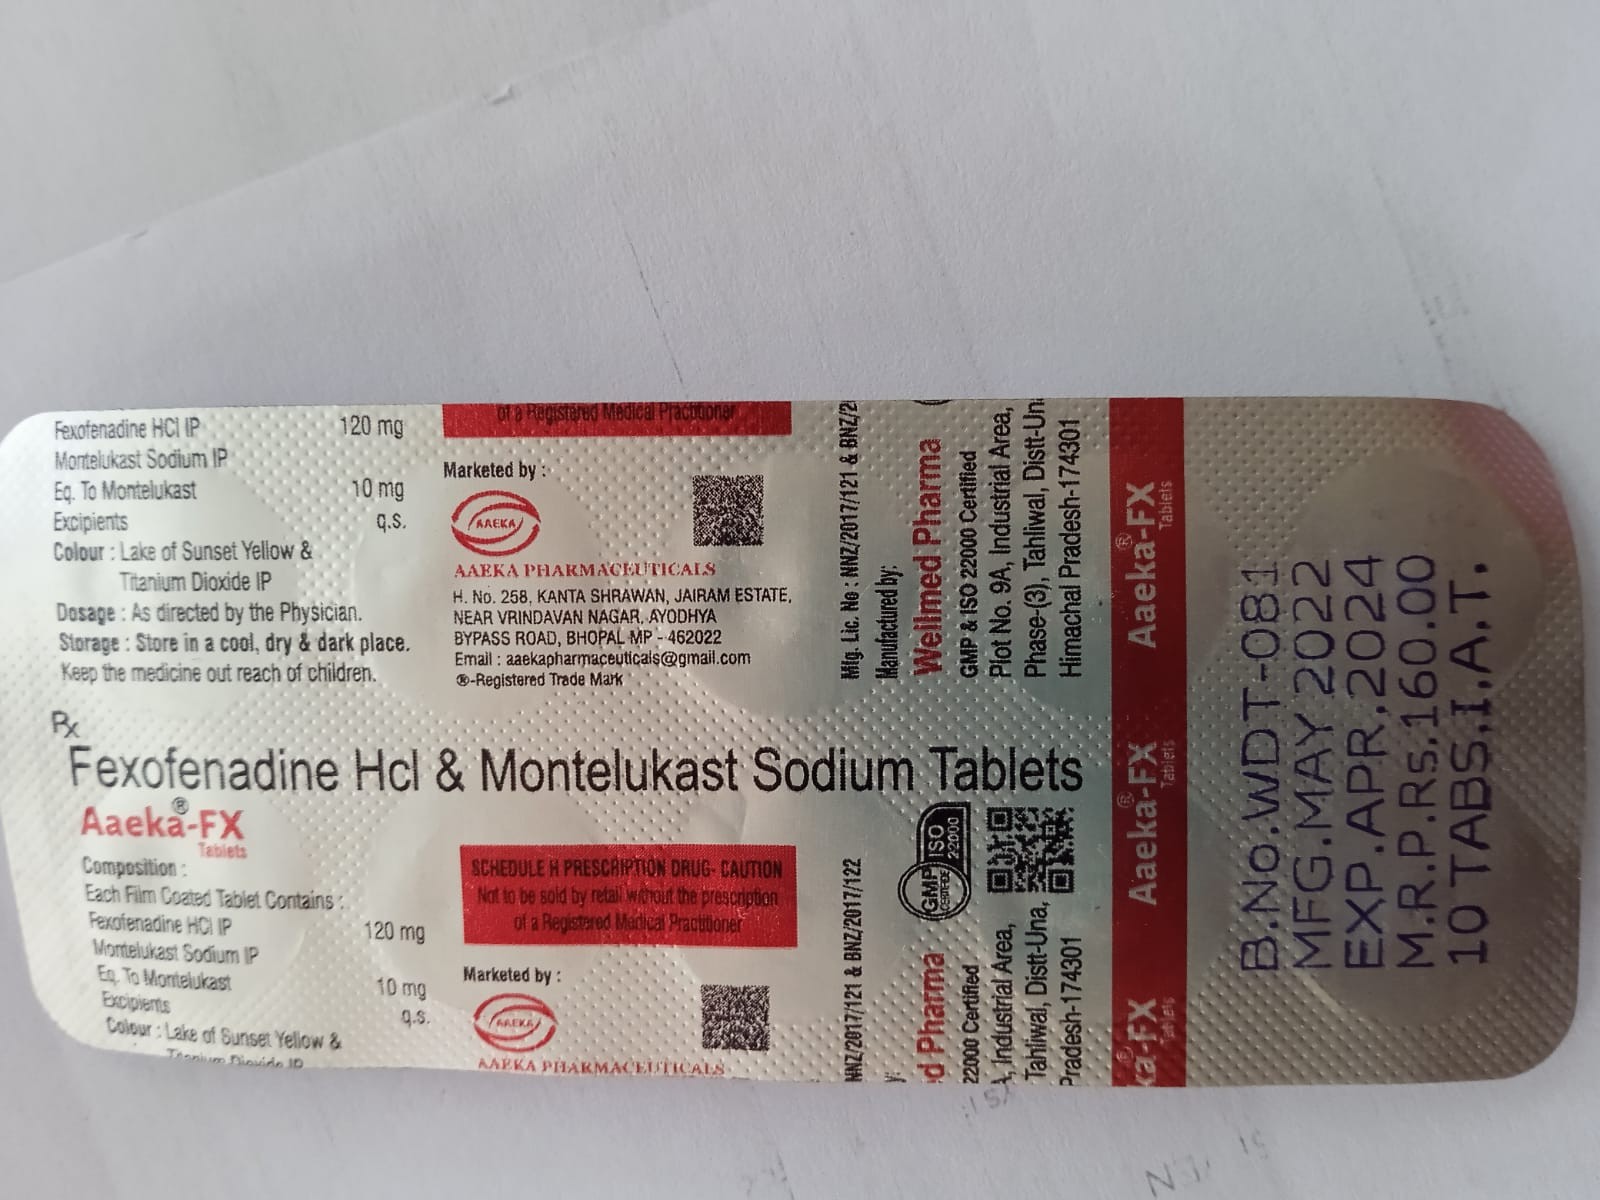 Fexofenadine HCl IP 120 mg
Montelukast Sodium IP
Eq. To Montelukast 10 mg
Excipients q.s.
Colour : Lake of Sunset Yellow &
Titanium Dioxide IP
Dosage : As directed by the Physician.
Storage : Store in a cool, dry & dark place.
Keep the medicine out reach of children.
of a Registered Medical Practitioner
Marketed by :
AAEKA
AAEKA PHARMACEUTICALS
H. No. 258, KANTA SHRAWAN, JAIRAM ESTATE,
NEAR VRINDAVAN NAGAR, AYODHYA
BYPASS ROAD, BHOPAL MP - 462022
Email : aaekapharmaceuticals@gmail.com
®-Registered Trade Mark
Mfg. Lic. No : NNZ/2017/121 & BNZ/2
Manufactured by:
Wellmed Pharma
GMP & ISO 22000 Certified
Plot No. 9A, Industrial Area,
Phase-(3), Tahliwal, Distt-Un
Himachal Pradesh-174301
Rx
Fexofenadine Hcl & Montelukast Sodium Tablets
Aaeka®-FX
Tablets
Composition :
Each Film Coated Tablet Contains :
Fexofenadine HCl IP 120 mg
Montelukast Sodium IP
Eq. To Montelukast 10 mg
Excipients q.s.
Colour : Lake of Sunset Yellow &
Titanium Dioxide IP
SCHEDULE H PRESCRIPTION DRUG- CAUTION
Not to be sold by retail without the prescription
of a Registered Medical Practitioner
Marketed by :
AAEKA
AAEKA PHARMACEUTICALS
NNZ/2017/121 & BNZ/2017/122
y:
d Pharma
22000 Certified
A, Industrial Area,
Tahliwal, Distt-Una,
Pradesh-174301
GMP
CERTIFIED
ISO
22000
ka®-FX
Tablets
Aaeka®-FX
Tablets
Aaeka®-FX
Tablets
B.No.WDT-081
MFG.MAY 2022
EXP.APR,2024
M.R.P.Rs.160.00
10 TABS,I.A.T.